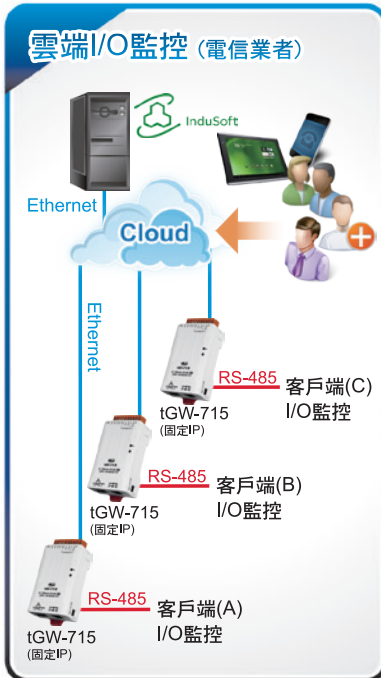 雲端I/O監控 (電信業者)
InduSoft
Ethernet
Cloud
Ethernet
RS-485
客戶端(C)
I/O監控
tGW-715
(固定IP)
RS-485
客戶端(B)
I/O監控
tGW-715
(固定IP)
RS-485
客戶端(A)
I/O監控
tGW-715
(固定IP)